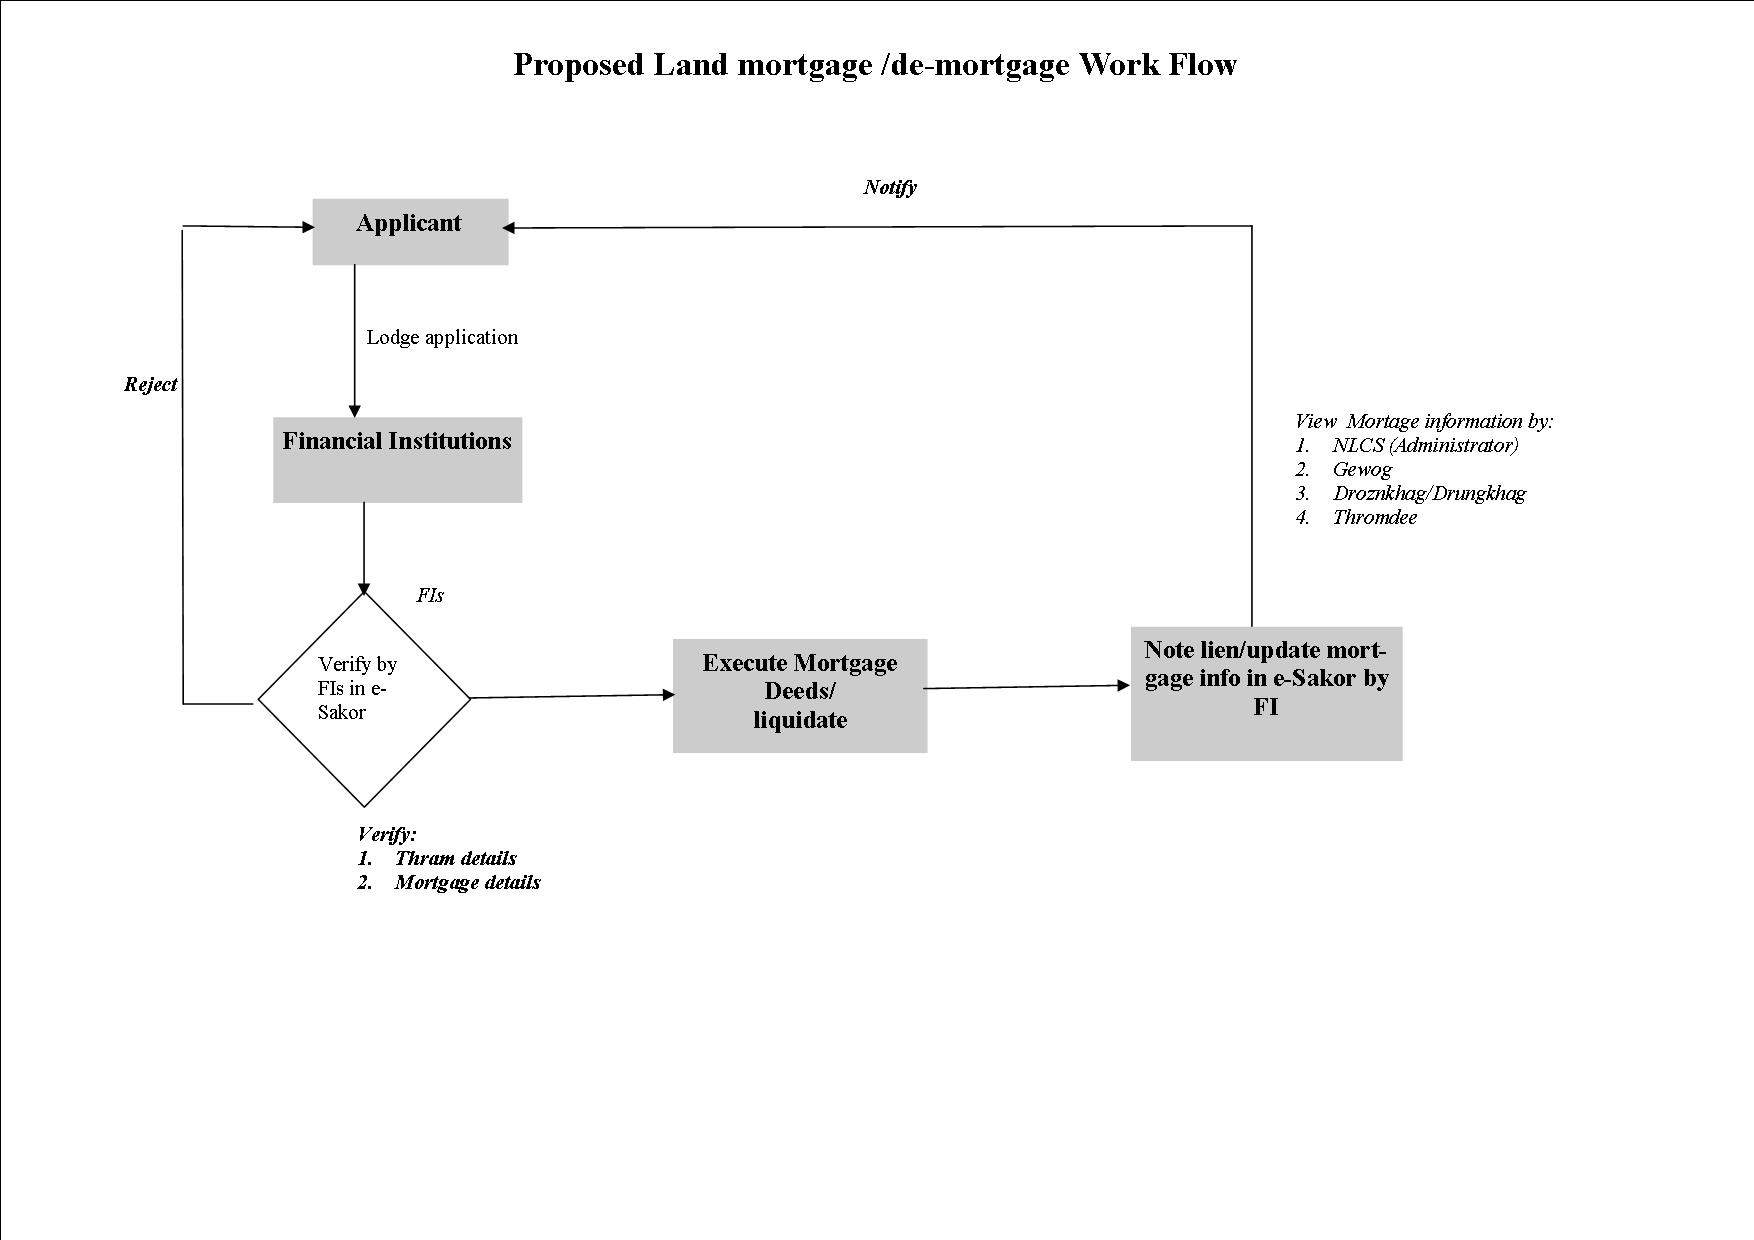 Proposed Land mortgage /de-mortgage Work Flow
Notify
Applicant
Lodge application
Reject
Financial Institutions
View  Mortage information by:
1. NLCS (Administrator)
2. Gewog
3. Droznkhag/Drungkhag
4. Thromdee
FIs
Verify by
FIs in e-
Sakor
Execute Mortgage
Deeds/
liquidate
Note lien/update mort-
gage info in e-Sakor by
FI
Verify:
1. Thram details
2. Mortgage details